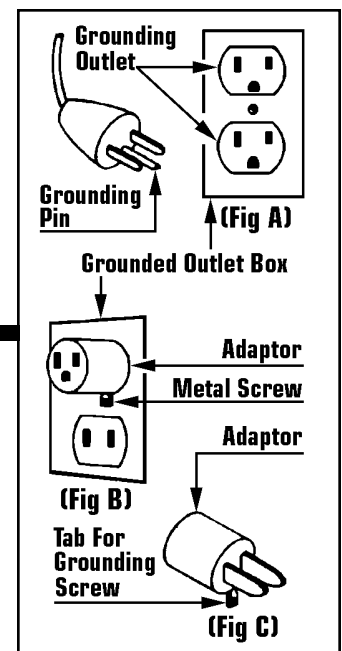 Grounding
Outlet
Grounding
Pin
(Fig A)
Grounded Outlet Box
Adaptor
Metal Screw
(Fig B)
Adaptor
Tab For
Grounding
Screw
(Fig C)